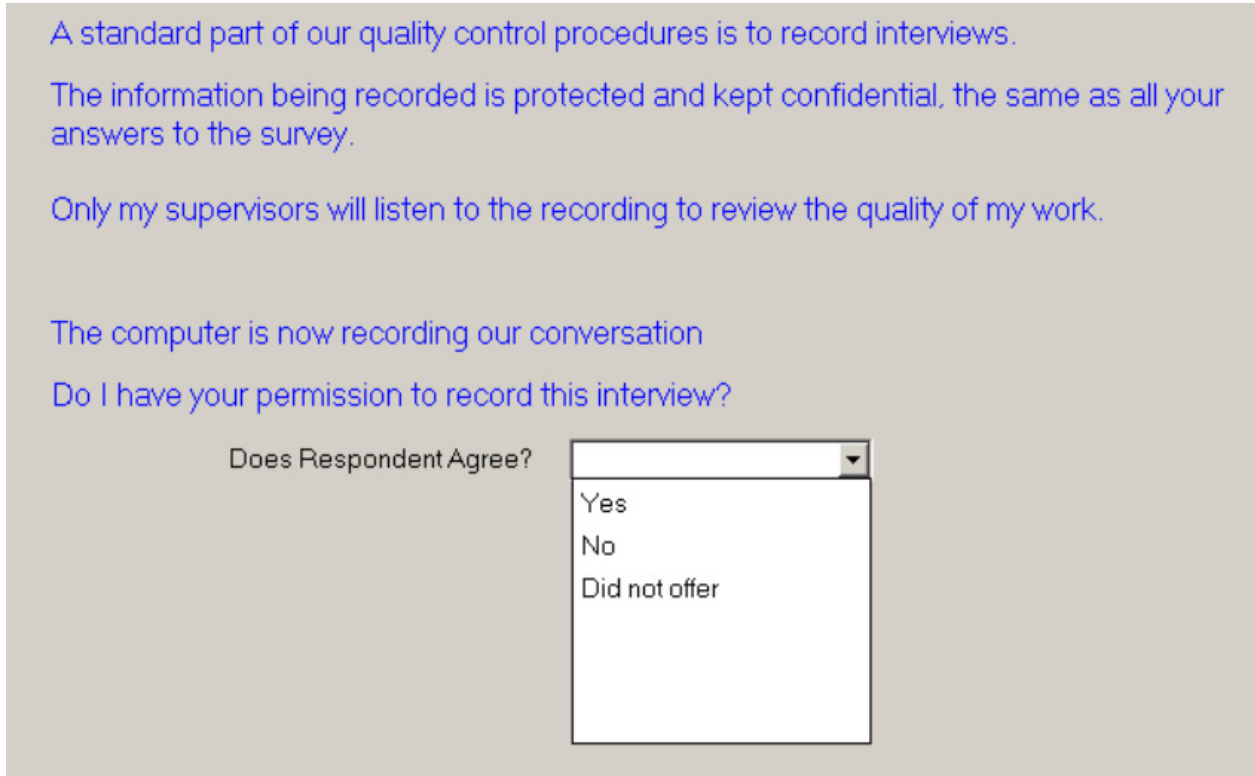 A standard part of our quality control procedures is to record interviews.
The information being recorded is protected and kept confidential, the same as all your
answers to the survey.
Only my supervisors will listen to the recording to review the quality of my work.
The computer is now recording our conversation
Do I have your permission to record this interview?
Does Respondent Agree?
Yes
No
Did not offer